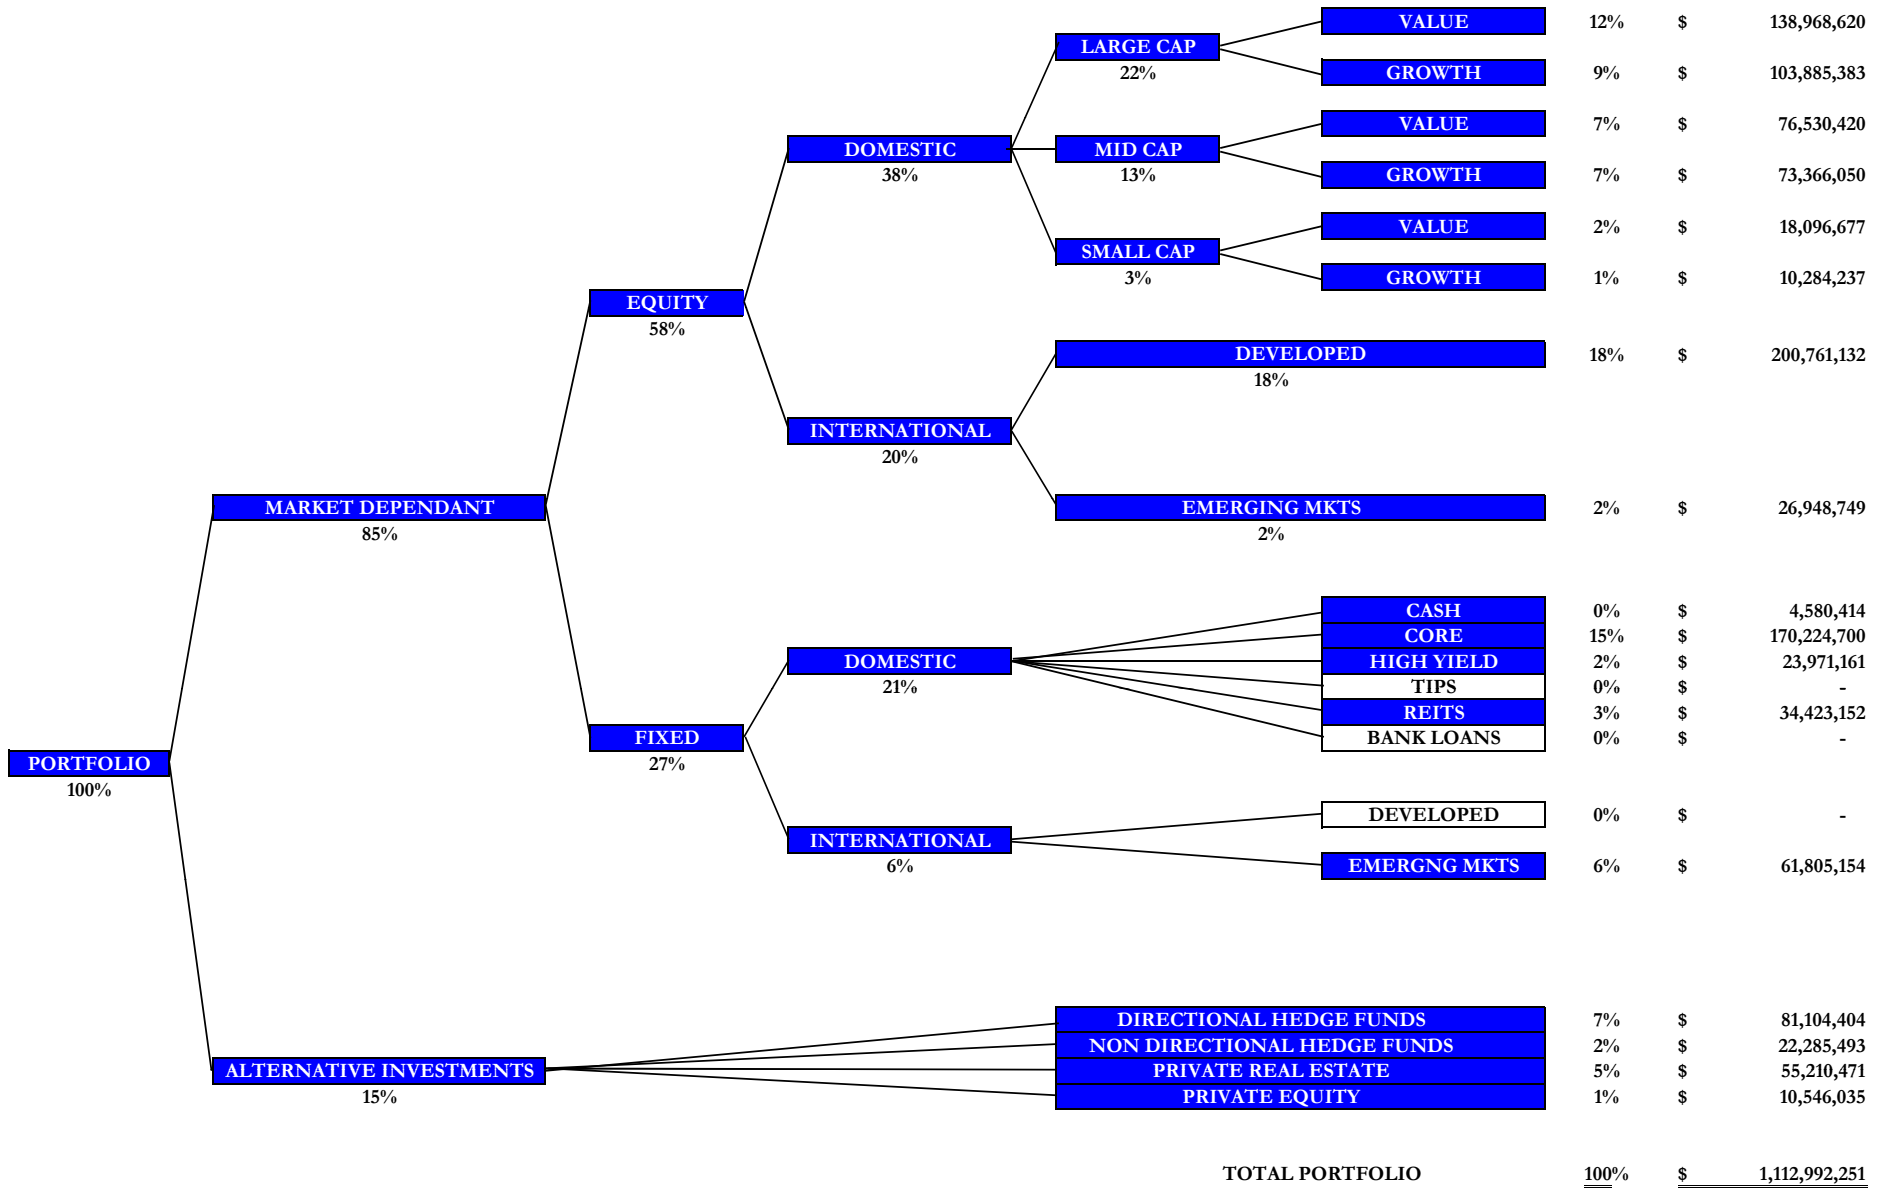 VALUE 12% $ 138,968,620
LARGE CAP
22% GROWTH 9% $ 103,885,383
VALUE 7% $ 76,530,420
DOMESTIC MID CAP
38% 13% GROWTH 7% $ 73,366,050
VALUE 2% $ 18,096,677
SMALL CAP
3% GROWTH 1% $ 10,284,237
EQUITY
58%
DEVELOPED 18% $ 200,761,132
18%
INTERNATIONAL
20%
MARKET DEPENDANT EMERGING MKTS 2% $ 26,948,749
85% 2%
CASH 0% $ 4,580,414
CORE 15% $ 170,224,700
DOMESTIC HIGH YIELD 2% $ 23,971,161
21% TIPS 0% $ -
REITS 3% $ 34,423,152
FIXED BANK LOANS 0% $ -
PORTFOLIO 27%
100%
DEVELOPED 0% $ -
INTERNATIONAL
6% EMERGNG MKTS 6% $ 61,805,154
DIRECTIONAL HEDGE FUNDS 7% $ 81,104,404
NON DIRECTIONAL HEDGE FUNDS 2% $ 22,285,493
ALTERNATIVE INVESTMENTS PRIVATE REAL ESTATE 5% $ 55,210,471
15% PRIVATE EQUITY 1% $ 10,546,035
TOTAL PORTFOLIO 100% $ 1,112,992,251